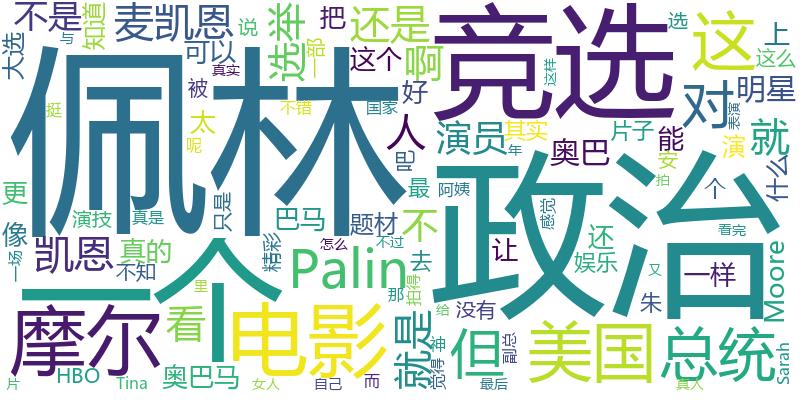 不是
知道
麦凯恩
说
选举
把
还是
竞选
这
选
上
大选
可以
真实
与
一部
这个
啊
对
这么
佩林
挺
被
不错
国家
好
人
演员
片子
能
明星
表演
这样
就
呢
太
吧
其实
奥巴
演
安
什么
年
拍
更
演技
真是
只是
巴马
最
阿姨
题材
不
政治
个
感觉
看完
像
凯恩
真的
一个
精彩
怎么
不过
还
让
娱乐
又
一场
不知
里
Palin
去
拍得
那
没有
给
一样
朱
Moore
摩尔
看
电影
就是
但
美国
总统
Sarah
HBO
奥巴马
Tina
女人
自己
而
觉得
神
副总
最后
真人
片